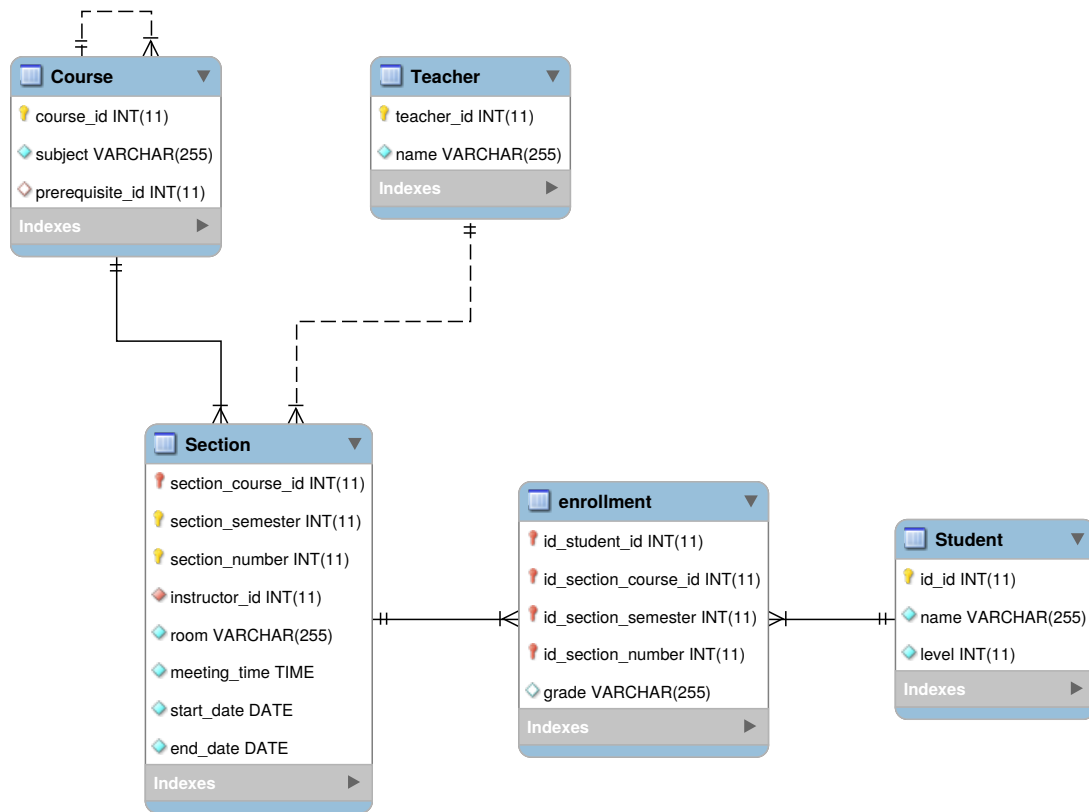 Course
course_id INT(11)
subject VARCHAR(255)
prerequisite_id INT(11)
Indexes
Teacher
teacher_id INT(11)
name VARCHAR(255)
Indexes
Section
section_course_id INT(11)
section_semester INT(11)
section_number INT(11)
instructor_id INT(11)
room VARCHAR(255)
meeting_time TIME
start_date DATE
end_date DATE
Indexes
enrollment
id_student_id INT(11)
id_section_course_id INT(11)
id_section_semester INT(11)
id_section_number INT(11)
grade VARCHAR(255)
Indexes
Student
id_id INT(11)
name VARCHAR(255)
level INT(11)
Indexes